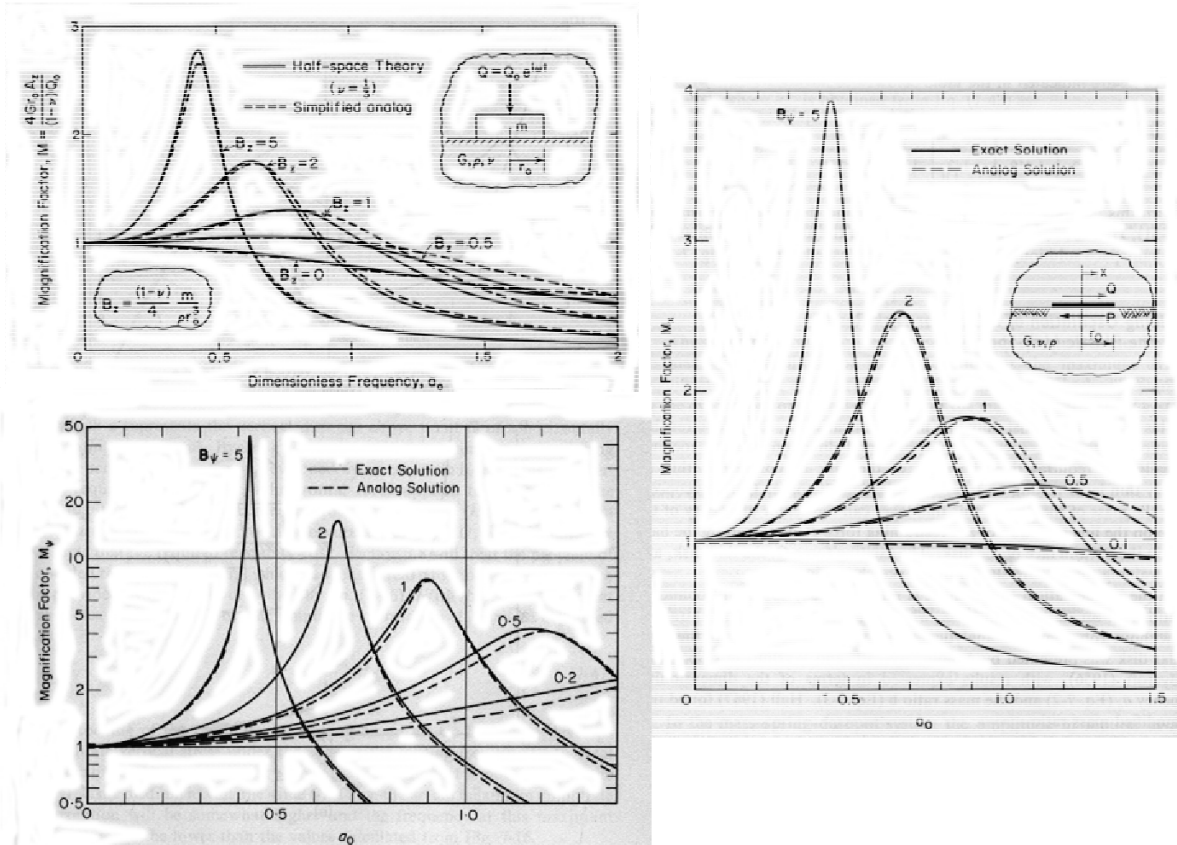 3
2
1
0
0.5
1
1.5
2
Magnification Factor, M = 4Gr₀A_z / (1-ν)Q₀
Half-space Theory
(ν = 1/3)
Simplified analog
Q = Q₀ e^iωt
m
G, ρ, ν
r₀
B_z = 5
B_z = 2
B_z = 1
B_z = 0.5
B_z = 0
B_z = (1-ν)/4 m/ρr₀³
Dimensionless Frequency, a₀
50
20
10
5
2
1
0·5
0
0·5
1·0
Magnification Factor, M_ψ
B_ψ = 5
2
1
0·5
0·2
Exact Solution
Analog Solution
a₀
4
3
2
1
0
0.5
1.0
1.5
Magnification Factor, M
B_ψ = 5
2
1
0.5
0.1
Exact Solution
Analog Solution
x
Q
P
r₀
G, ν, ρ
a₀